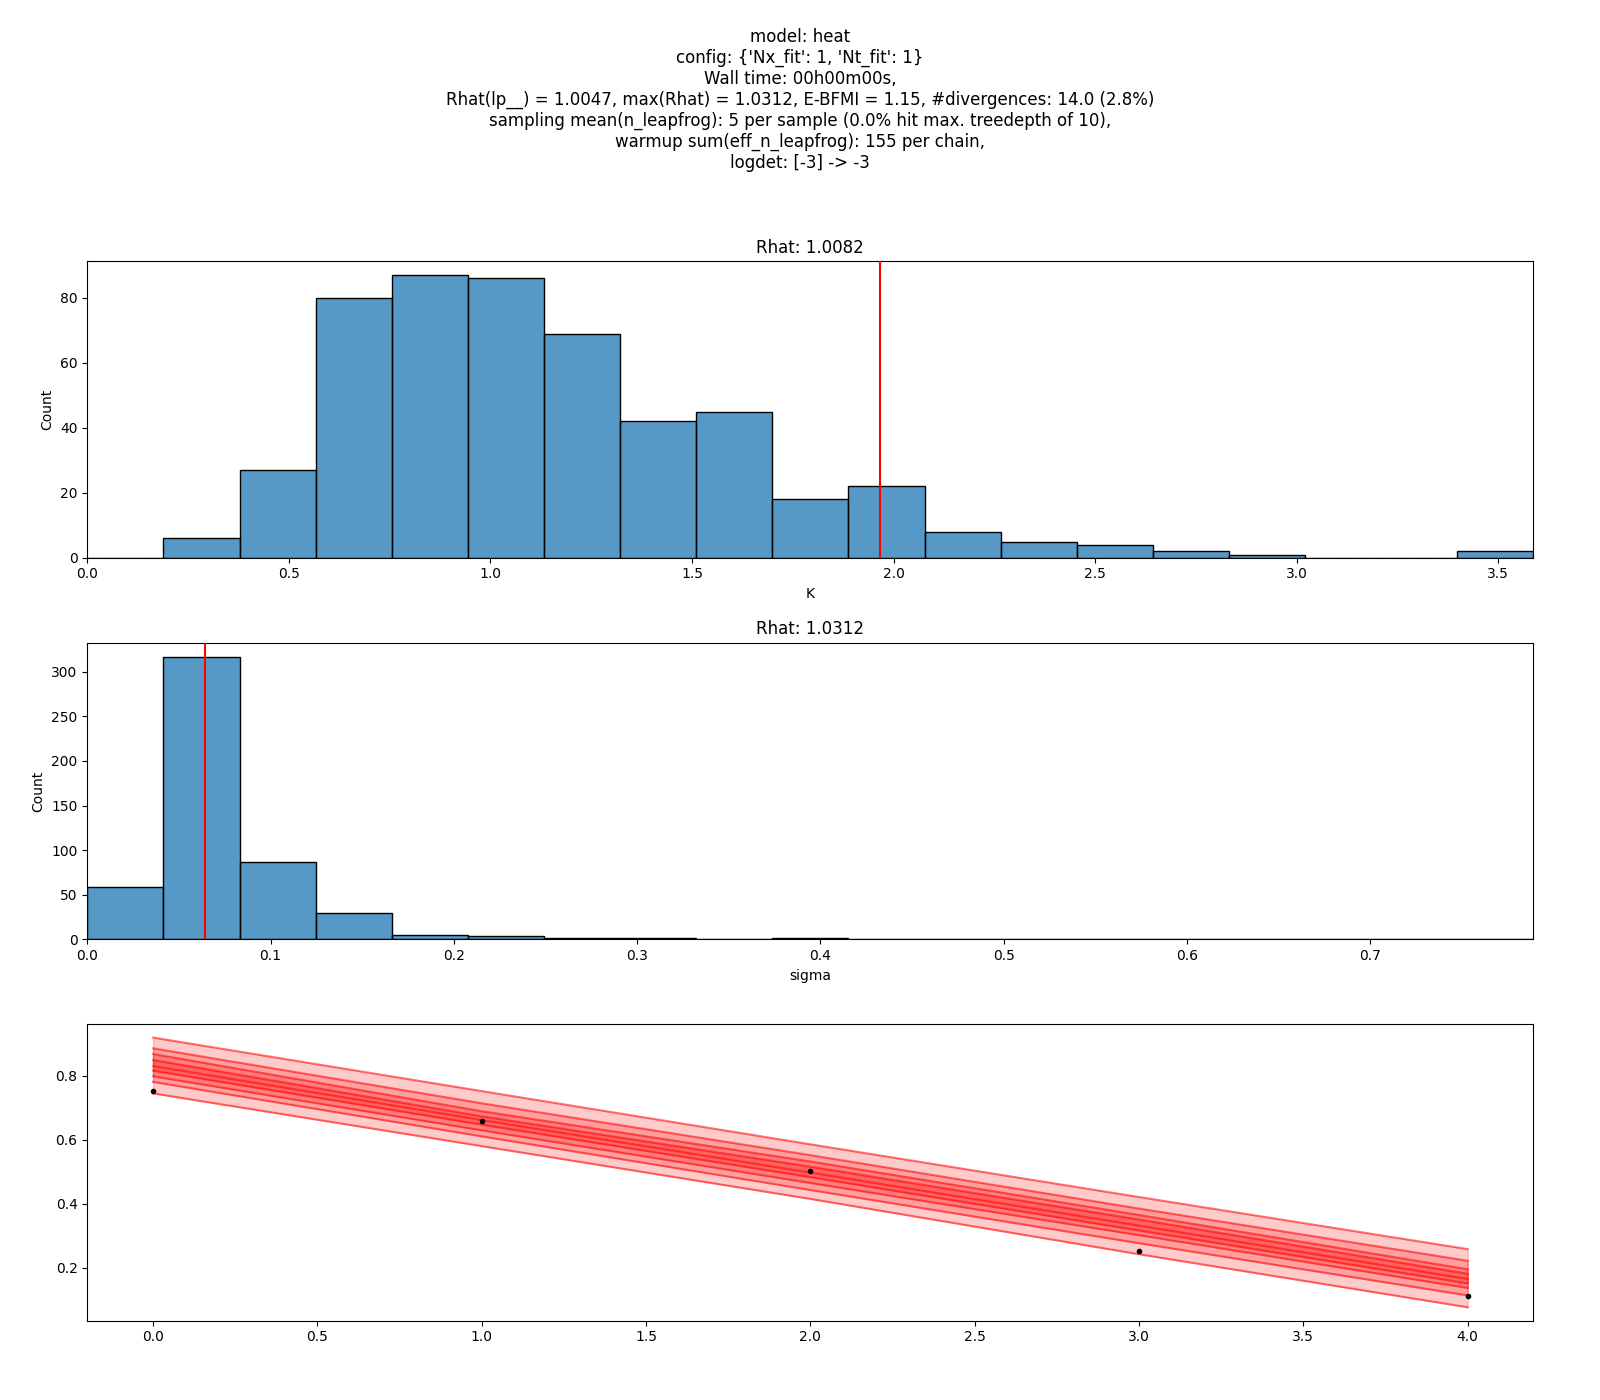 model: heat
config: {'Nx_fit': 1, 'Nt_fit': 1}
Wall time: 00h00m00s,
Rhat(lp__) = 1.0047, max(Rhat) = 1.0312, E-BFMI = 1.15, #divergences: 14.0 (2.8%)
sampling mean(n_leapfrog): 5 per sample (0.0% hit max. treedepth of 10),
warmup sum(eff_n_leapfrog): 155 per chain,
logdet: [-3] -> -3
Rhat: 1.0082
80
60
40
20
0
Count
0.0 0.5 1.0 1.5 2.0 2.5 3.0 3.5
K
Rhat: 1.0312
300
250
200
150
100
50
0
Count
0.0 0.1 0.2 0.3 0.4 0.5 0.6 0.7
sigma
0.8
0.6
0.4
0.2
0.0 0.5 1.0 1.5 2.0 2.5 3.0 3.5 4.0